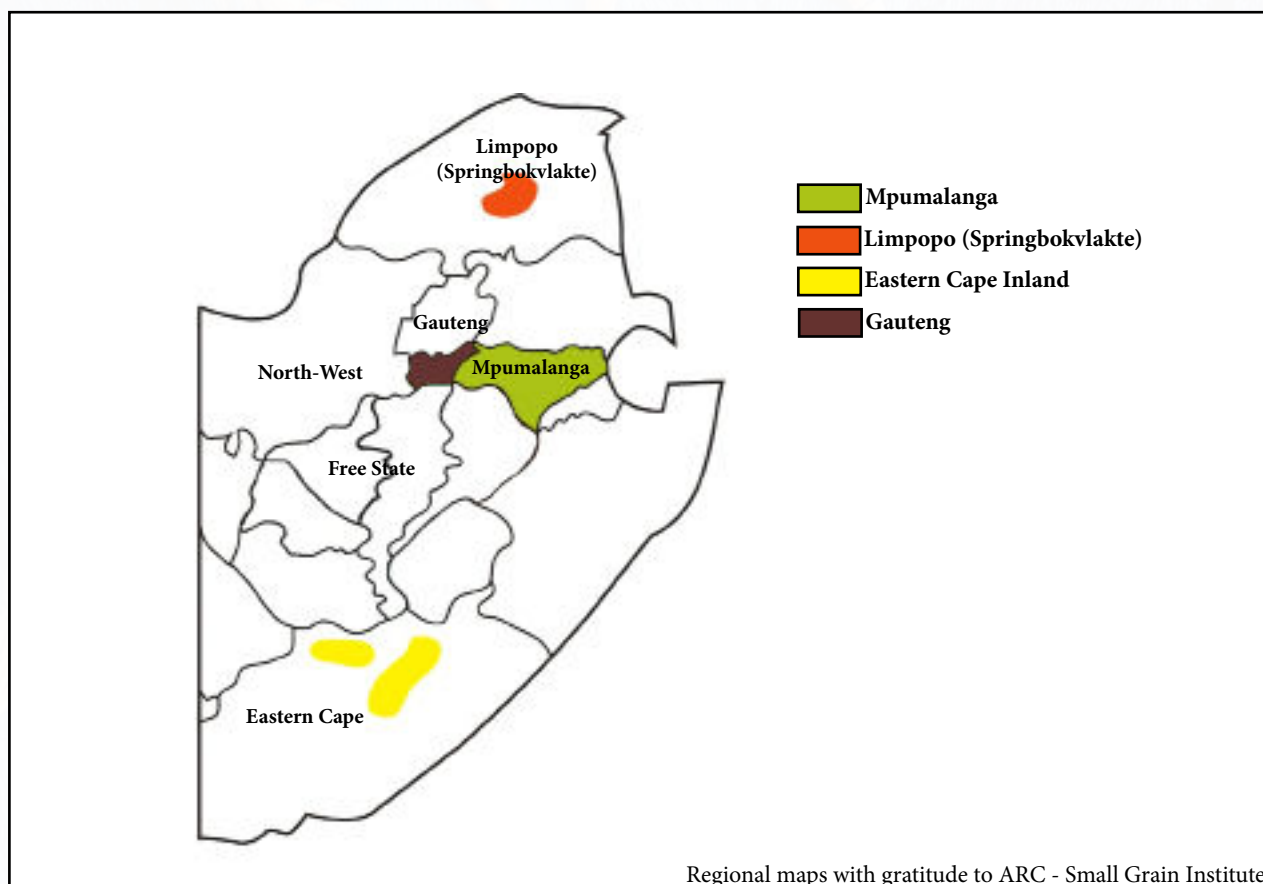 Limpopo
(Springbokvlakte)
Gauteng
North-West
Mpumalanga
Free State
Eastern Cape
Mpumalanga
Limpopo (Springbokvlakte)
Eastern Cape Inland
Gauteng
Regional maps with gratitude to ARC - Small Grain Institute